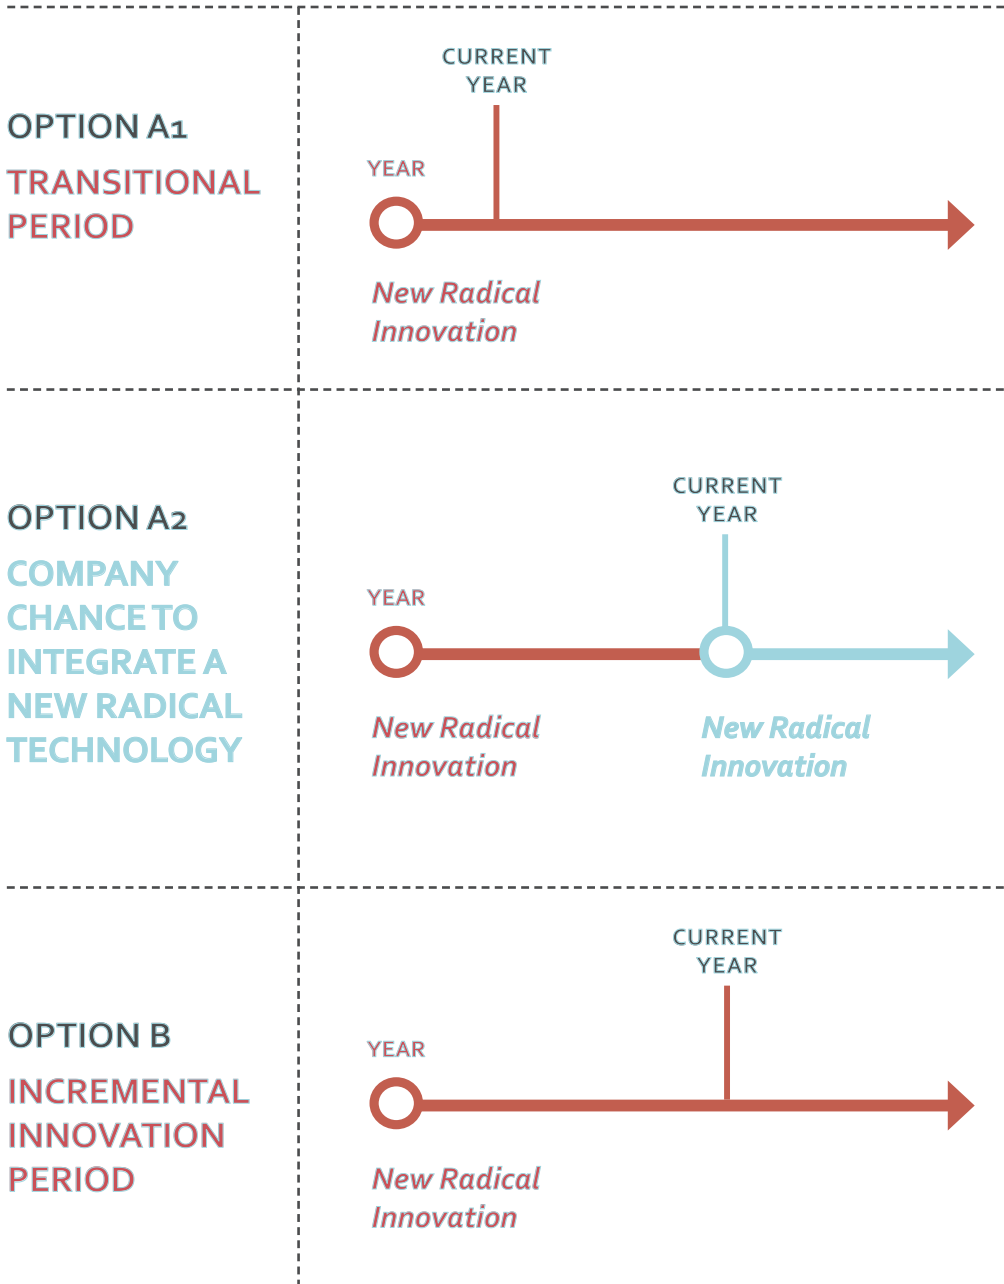 OPTION A1
TRANSITIONAL
PERIOD
CURRENT
YEAR
YEAR
New Radical
Innovation
OPTION A2
COMPANY
CHANCE TO
INTEGRATE A
NEW RADICAL
TECHNOLOGY
CURRENT
YEAR
YEAR
New Radical
Innovation
New Radical
Innovation
OPTION B
INCREMENTAL
INNOVATION
PERIOD
CURRENT
YEAR
YEAR
New Radical
Innovation